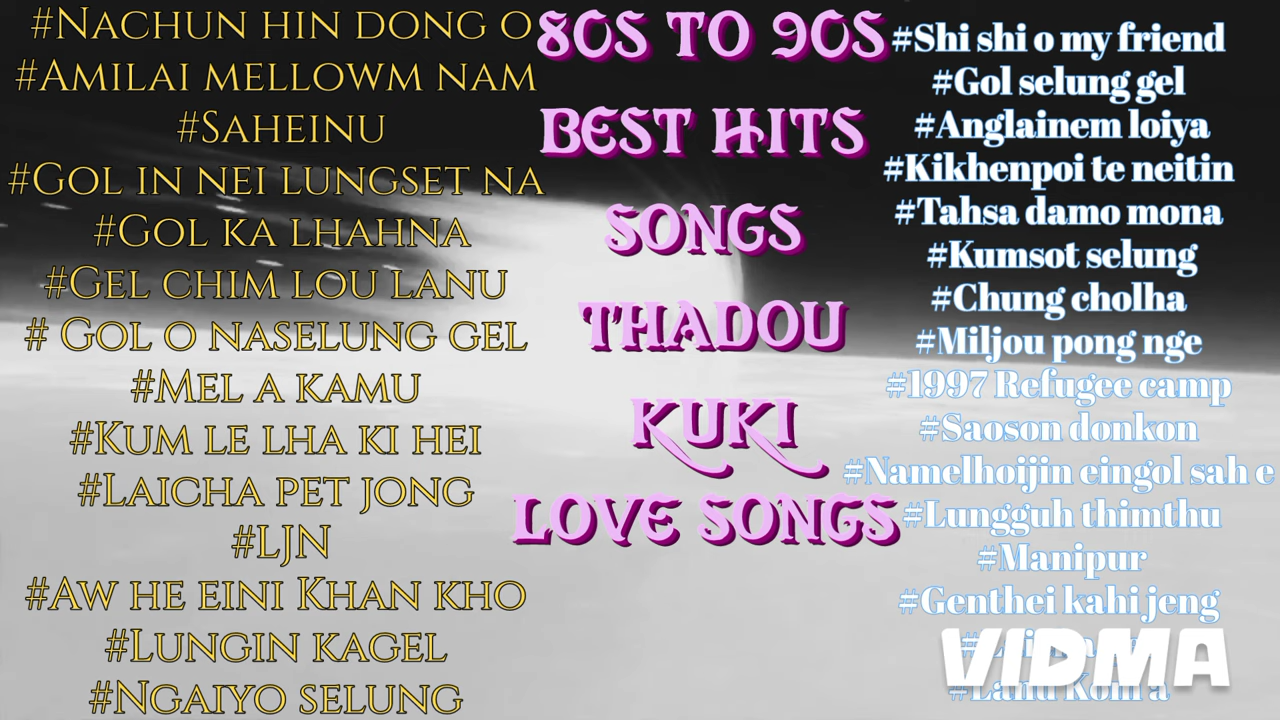 #Nachun hin dong o
#Amilai mellowm nam
#Saheinu
#Gol in nei lungset na
#Gol ka lhahna
#Gel chim lou lanu
# Gol o naselung gel
#Mel a kamu
#Kum le lha ki hei
#Laicha pet jong
#LJN
#Aw he eini Khan kho
#Lungin kagel
#Ngaiyo selung
80s to 90s
Best Hits
Songs
Thadou
Kuki
Love Songs
#Shi shi o my friend
#Gol selung gel
#Anglainem loiya
#Kikhenpoi te neitin
#Tahsa damo mona
#Kumsot selung
#Chung cholha
#Miljou pong nge
#1997 Refugee camp
#Saoson donkon
#Namelhoijin eingol sah e
#Lungguh thimthu
#Manipur
#Genthei kahi jeng
VIDMA